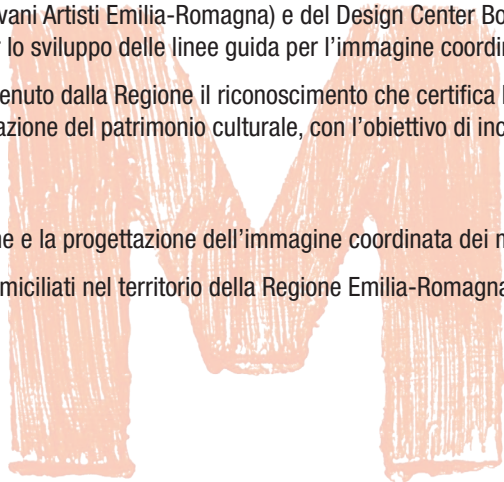 vani Artisti Emilia-Romagna) e del Design Center Bo
lo sviluppo delle linee guida per l’immagine coordin
enuto dalla Regione il riconoscimento che certifica l
azione del patrimonio culturale, con l’obiettivo di inc
ne e la progettazione dell’immagine coordinata dei m
miciliati nel territorio della Regione Emilia-Romagna
M